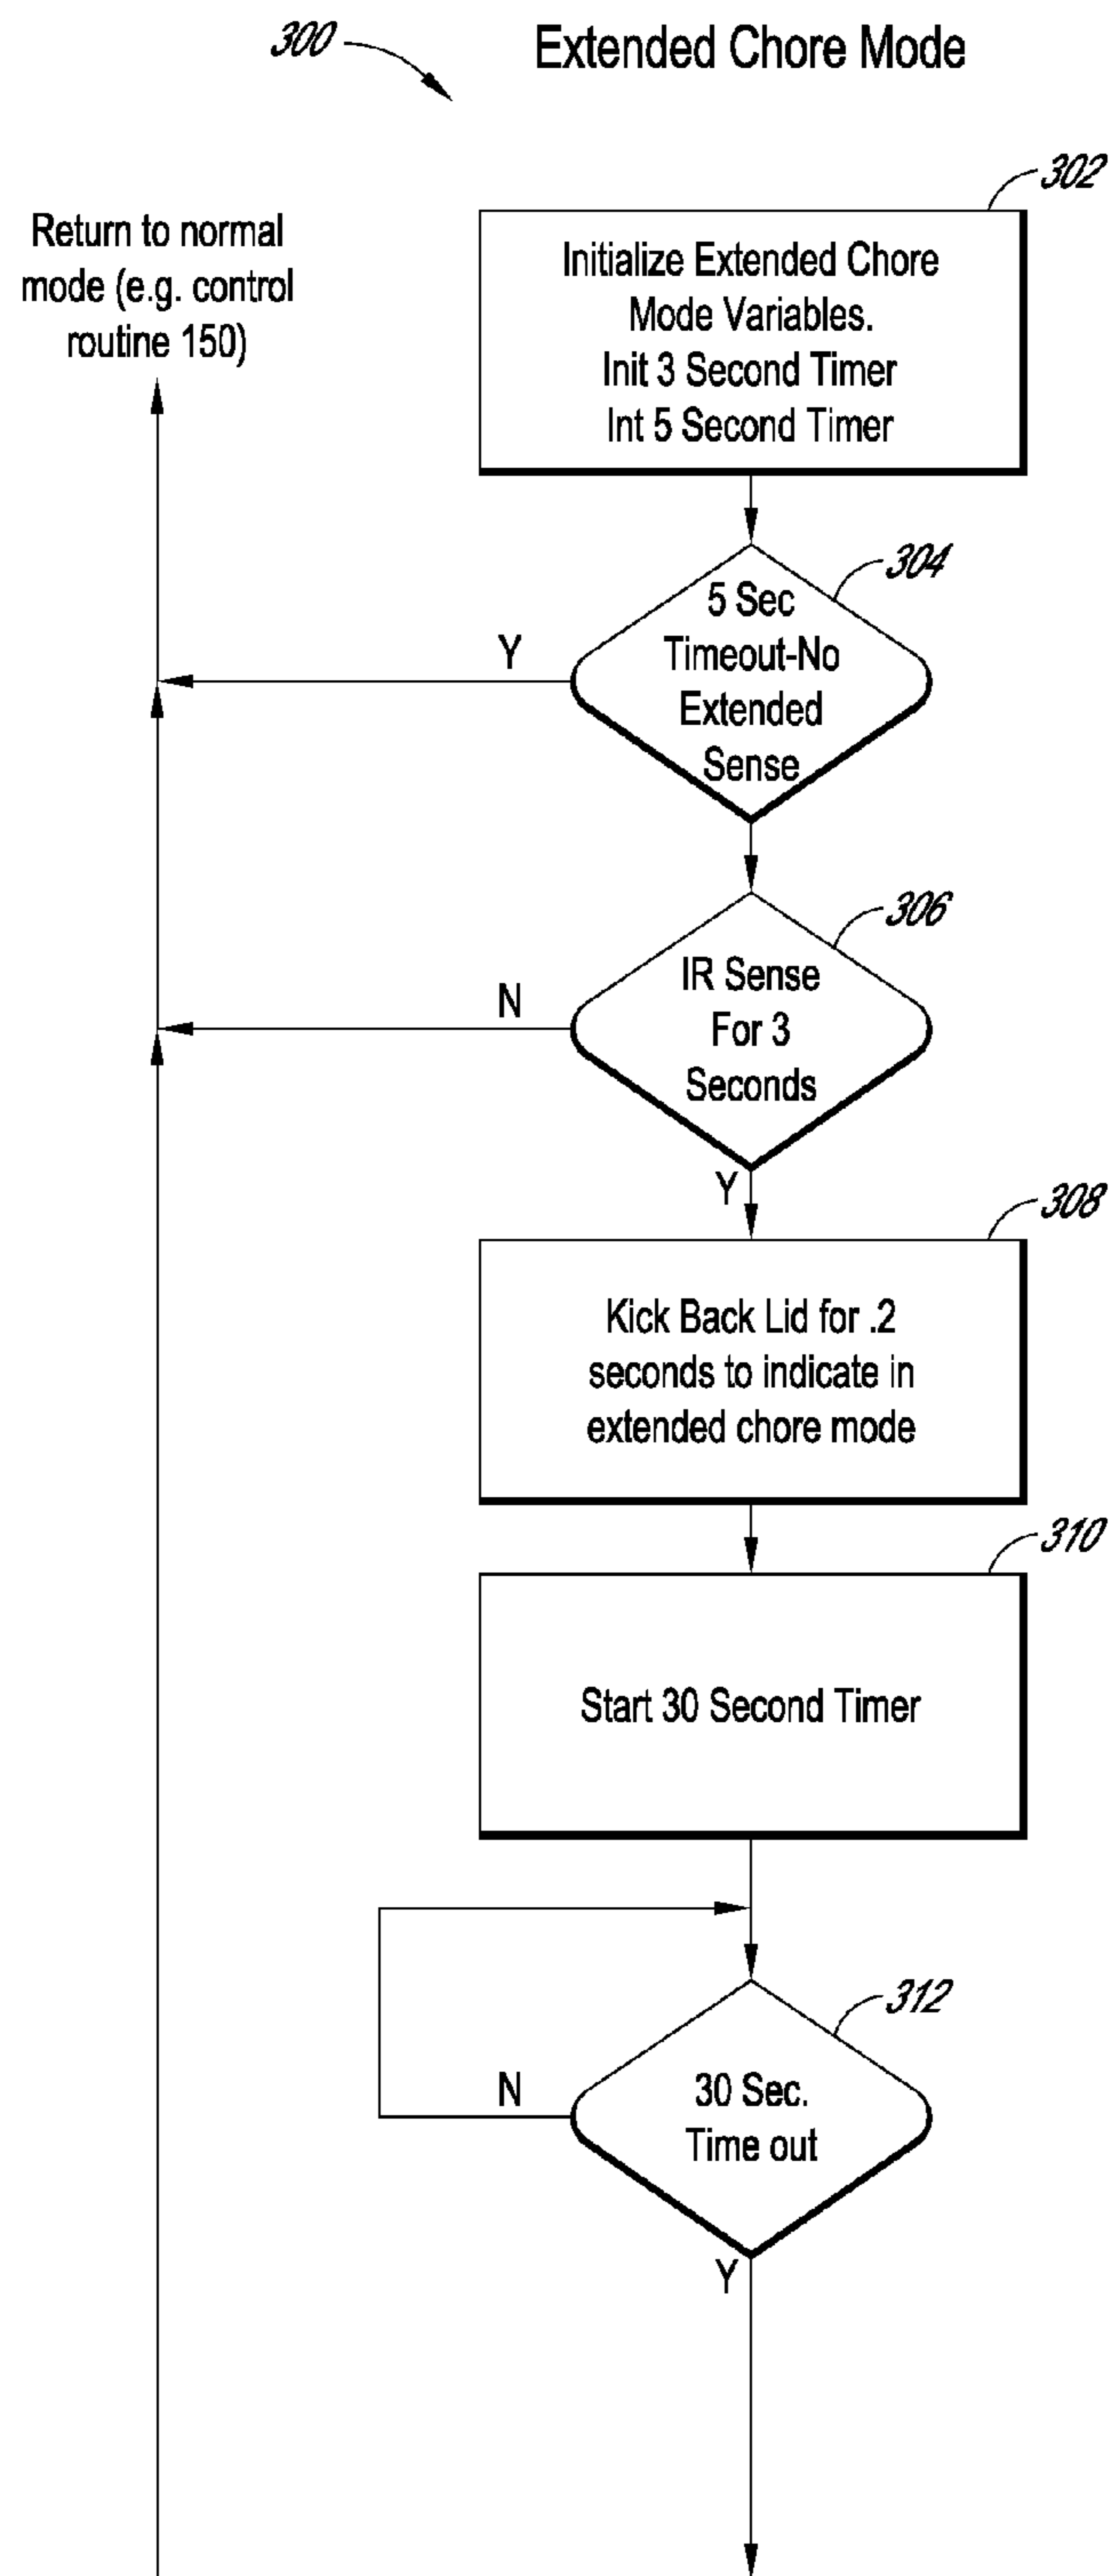 300
Extended Chore Mode
302
Return to normal
mode (e.g. control
routine 150)
Initialize Extended Chore
Mode Variables.
Init 3 Second Timer
Int 5 Second Timer
304
5 Sec
Timeout-No
Extended
Sense
Y
306
IR Sense
For 3
Seconds
N
Y
308
Kick Back Lid for .2
seconds to indicate in
extended chore mode
310
Start 30 Second Timer
312
30 Sec.
Time out
N
Y